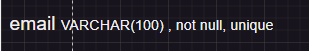 email VARCHAR(100) , not null, unique